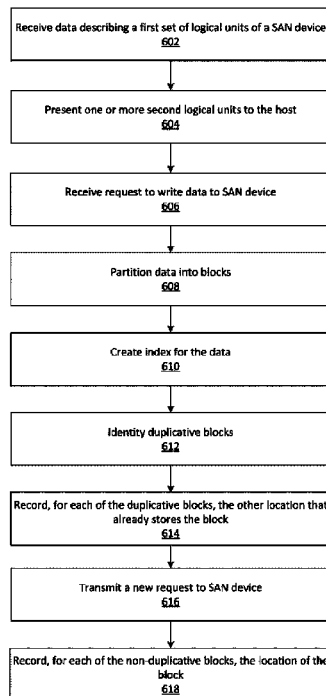 Receive data describing a first set of logical units of a SAN device
602
Present one or more second logical units to the host
604
Receive request to write data to SAN device
606
Partition data into blocks
608
Create index for the data
610
Identity duplicative blocks
612
Record, for each of the duplicative blocks, the other location that
already stores the block
614
Transmit a new request to SAN device
616
Record, for each of the non-duplicative blocks, the location of the
block
618